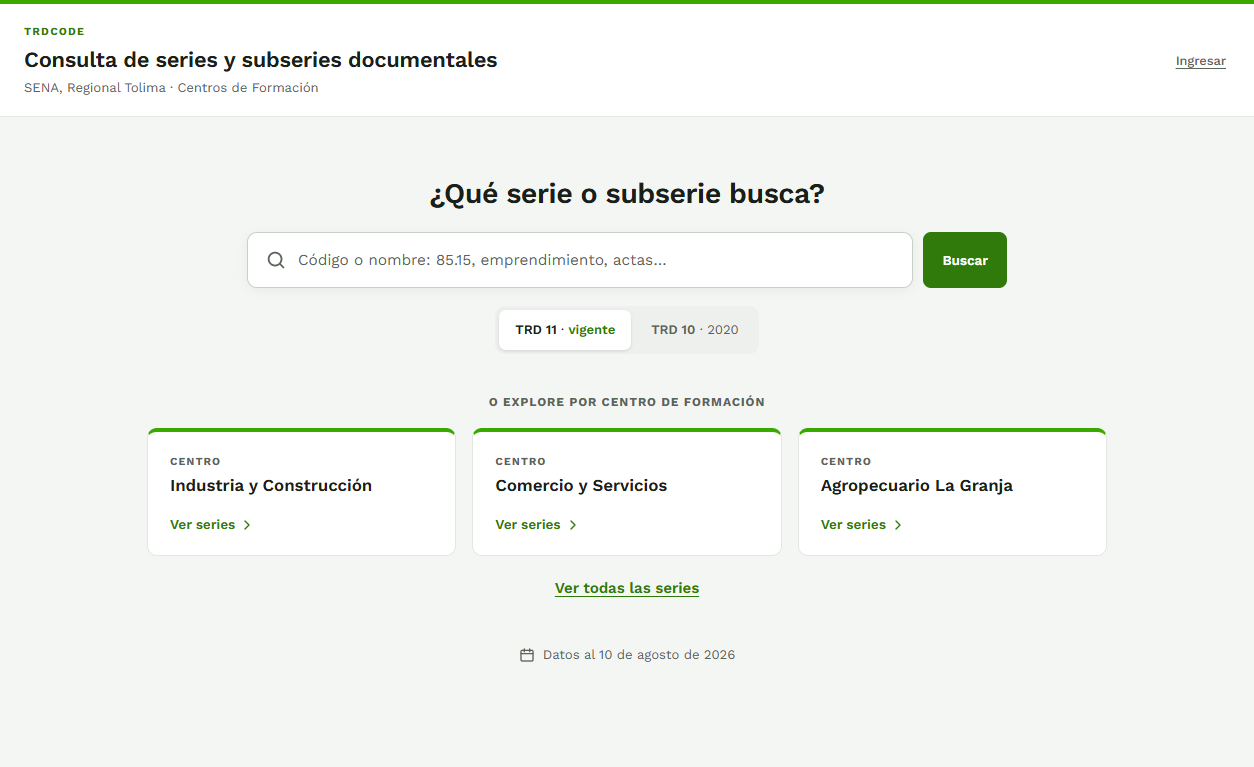 TRDCODE
Consulta de series y subseries documentales
SENA, Regional Tolima · Centros de Formación
Ingresar
¿Qué serie o subserie busca?
Código o nombre: 85.15, emprendimiento, actas...
Buscar
TRD 11 · vigente
TRD 10 · 2020
O EXPLORE POR CENTRO DE FORMACIÓN
CENTRO
Industria y Construcción
Ver series
CENTRO
Comercio y Servicios
Ver series
CENTRO
Agropecuario La Granja
Ver series
Ver todas las series
Datos al 10 de agosto de 2026